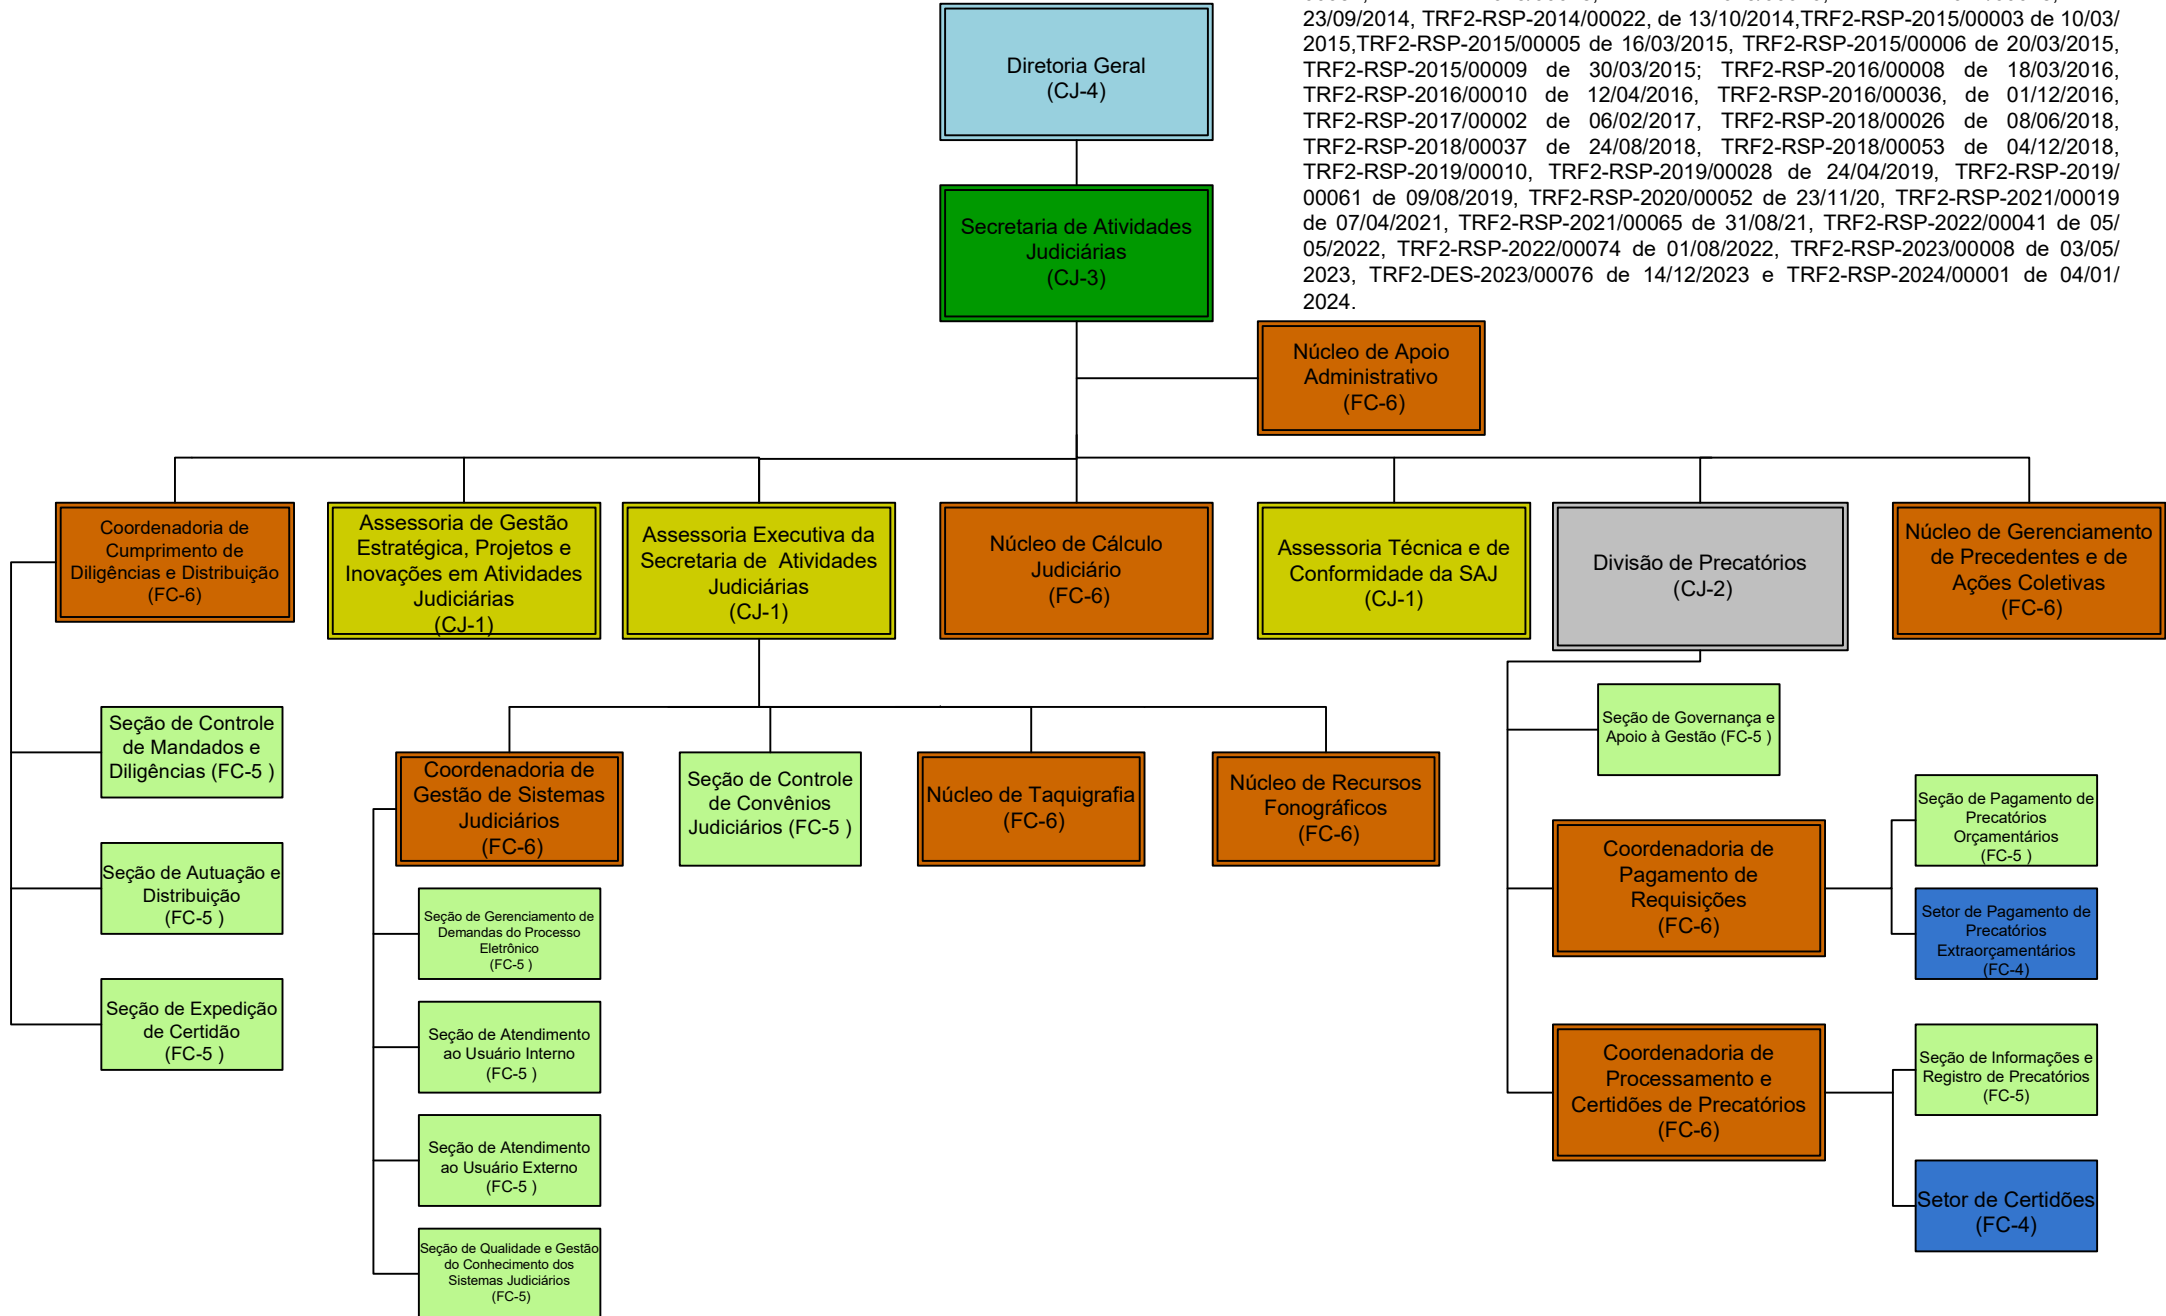 23/09/2014, TRF2-RSP-2014/00022, de 13/10/2014,TRF2-RSP-2015/00003 de 10/03/
2015,TRF2-RSP-2015/00005 de 16/03/2015, TRF2-RSP-2015/00006 de 20/03/2015,
TRF2-RSP-2015/00009 de 30/03/2015; TRF2-RSP-2016/00008 de 18/03/2016,
TRF2-RSP-2016/00010 de 12/04/2016, TRF2-RSP-2016/00036, de 01/12/2016,
TRF2-RSP-2017/00002 de 06/02/2017, TRF2-RSP-2018/00026 de 08/06/2018,
TRF2-RSP-2018/00037 de 24/08/2018, TRF2-RSP-2018/00053 de 04/12/2018,
TRF2-RSP-2019/00010, TRF2-RSP-2019/00028 de 24/04/2019, TRF2-RSP-2019/
00061 de 09/08/2019, TRF2-RSP-2020/00052 de 23/11/20, TRF2-RSP-2021/00019
de 07/04/2021, TRF2-RSP-2021/00065 de 31/08/21, TRF2-RSP-2022/00041 de 05/
05/2022, TRF2-RSP-2022/00074 de 01/08/2022, TRF2-RSP-2023/00008 de 03/05/
2023, TRF2-DES-2023/00076 de 14/12/2023 e TRF2-RSP-2024/00001 de 04/01/
2024.
Diretoria Geral
(CJ-4)
Secretaria de Atividades
Judiciárias
(CJ-3)
Núcleo de Apoio
Administrativo
(FC-6)
Coordenadoria de
Cumprimento de
Diligências e Distribuição
(FC-6)
Assessoria de Gestão
Estratégica, Projetos e
Inovações em Atividades
Judiciárias
(CJ-1)
Assessoria Executiva da
Secretaria de Atividades
Judiciárias
(CJ-1)
Núcleo de Cálculo
Judiciário
(FC-6)
Assessoria Técnica e de
Conformidade da SAJ
(CJ-1)
Divisão de Precatórios
(CJ-2)
Núcleo de Gerenciamento
de Precedentes e de
Ações Coletivas
(FC-6)
Seção de Controle
de Mandados e
Diligências (FC-5 )
Seção de Autuação e
Distribuição
(FC-5 )
Seção de Expedição
de Certidão
(FC-5 )
Coordenadoria de
Gestão de Sistemas
Judiciários
(FC-6)
Seção de Controle
de Convênios
Judiciários (FC-5 )
Núcleo de Taquigrafia
(FC-6)
Núcleo de Recursos
Fonográficos
(FC-6)
Seção de Gerenciamento de
Demandas do Processo
Eletrônico
(FC-5 )
Seção de Atendimento
ao Usuário Interno
(FC-5 )
Seção de Atendimento
ao Usuário Externo
(FC-5 )
Seção de Qualidade e Gestão
do Conhecimento dos
Sistemas Judiciários
(FC-5)
Seção de Governança e
Apoio à Gestão (FC-5 )
Coordenadoria de
Pagamento de
Requisições
(FC-6)
Seção de Pagamento de
Precatórios
Orçamentários
(FC-5 )
Setor de Pagamento de
Precatórios
Extraorçamentários
(FC-4)
Coordenadoria de
Processamento e
Certidões de Precatórios
(FC-6)
Seção de Informações e
Registro de Precatórios
(FC-5)
Setor de Certidões
(FC-4)